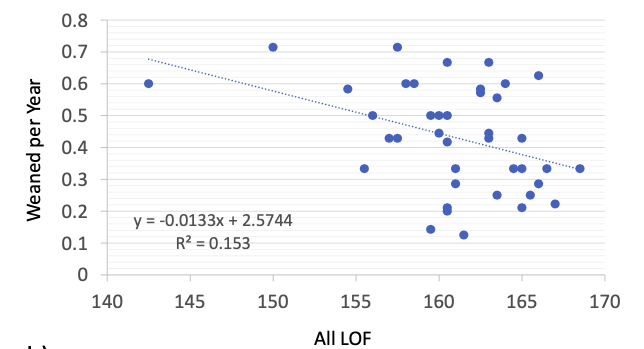 0.8
0.7
0.6
0.5
0.4
0.3
0.2
0.1
0
Weaned per Year
y = -0.0133x + 2.5744
R² = 0.153
140 145 150 155 160 165 170
All LOF